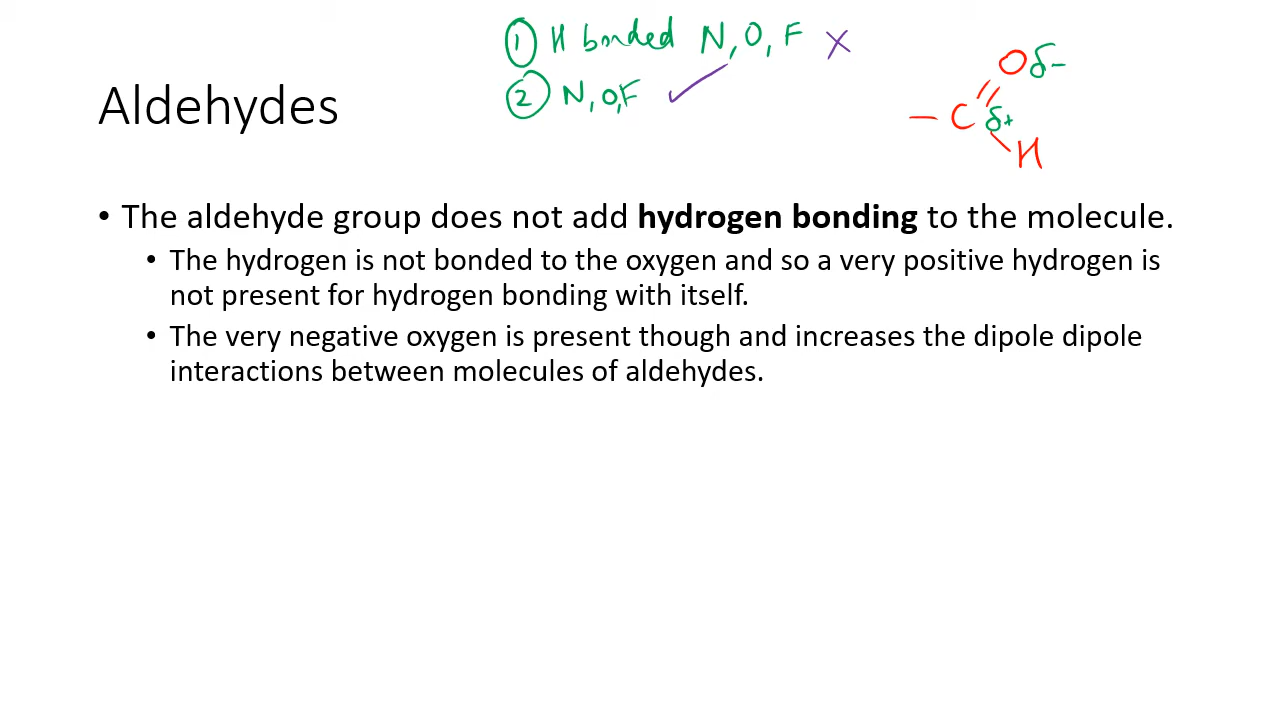 ① H bonded N, O, F ✗
② N, O, F ✓
Aldehydes
O δ-
- C δ+
H
• The aldehyde group does not add hydrogen bonding to the molecule.
• The hydrogen is not bonded to the oxygen and so a very positive hydrogen is
not present for hydrogen bonding with itself.
• The very negative oxygen is present though and increases the dipole dipole
interactions between molecules of aldehydes.